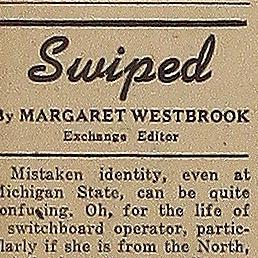 Swiped
By MARGARET WESTBROOK
Exchange Editor
Mistaken identity, even at
Michigan State, can be quite
confusing. Oh, for the life of
switchboard operator, partic-
ularly if she is from the North,